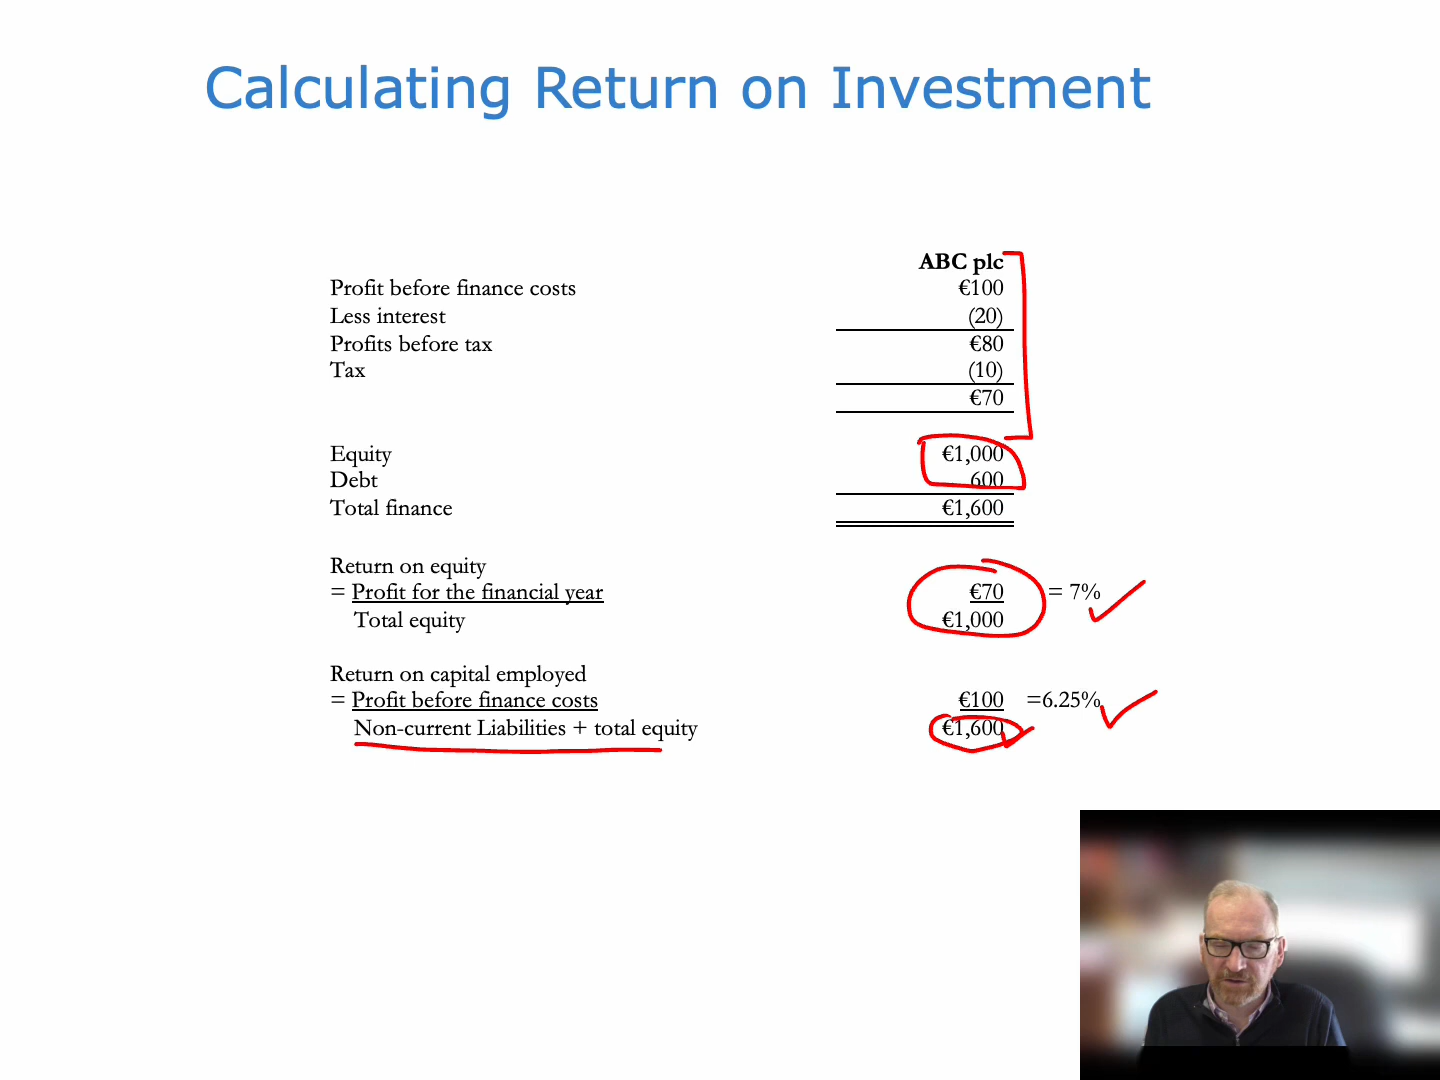 Calculating Return on Investment
ABC plc
Profit before finance costs €100
Less interest (20)
Profits before tax €80
Tax (10)
€70
Equity €1,000
Debt 600
Total finance €1,600
Return on equity
= Profit for the financial year €70 = 7%
Total equity €1,000
Return on capital employed
= Profit before finance costs €100 =6.25%
Non-current Liabilities + total equity €1,600